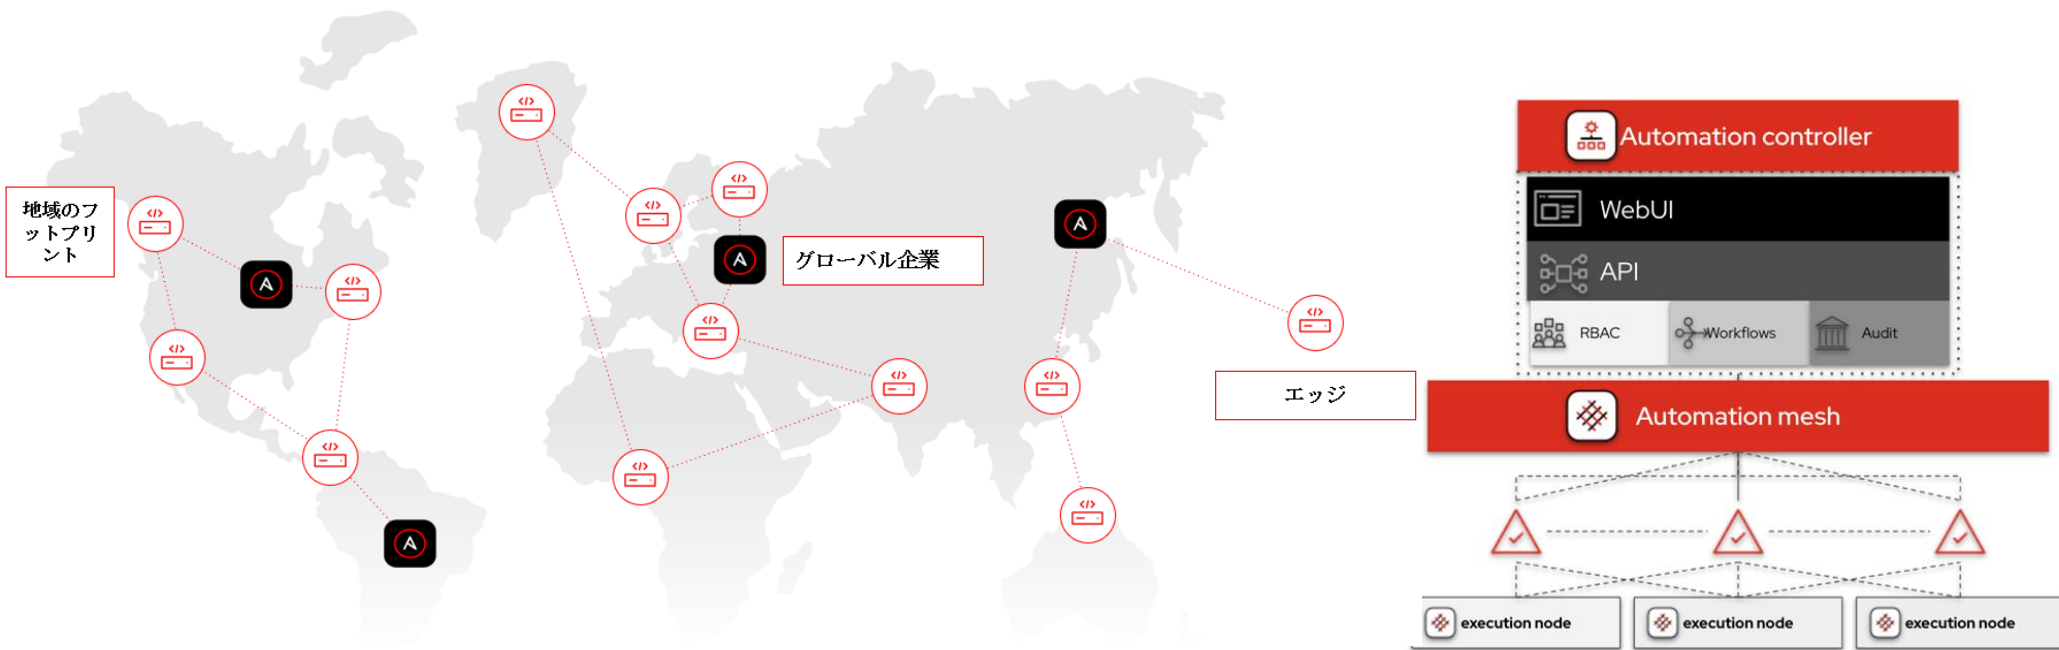 地域のフ
ットプリ
ント
グローバル企業
エッジ
Automation controller
WebUI
API
RBAC
Workflows
Audit
Automation mesh
execution node
execution node
execution node